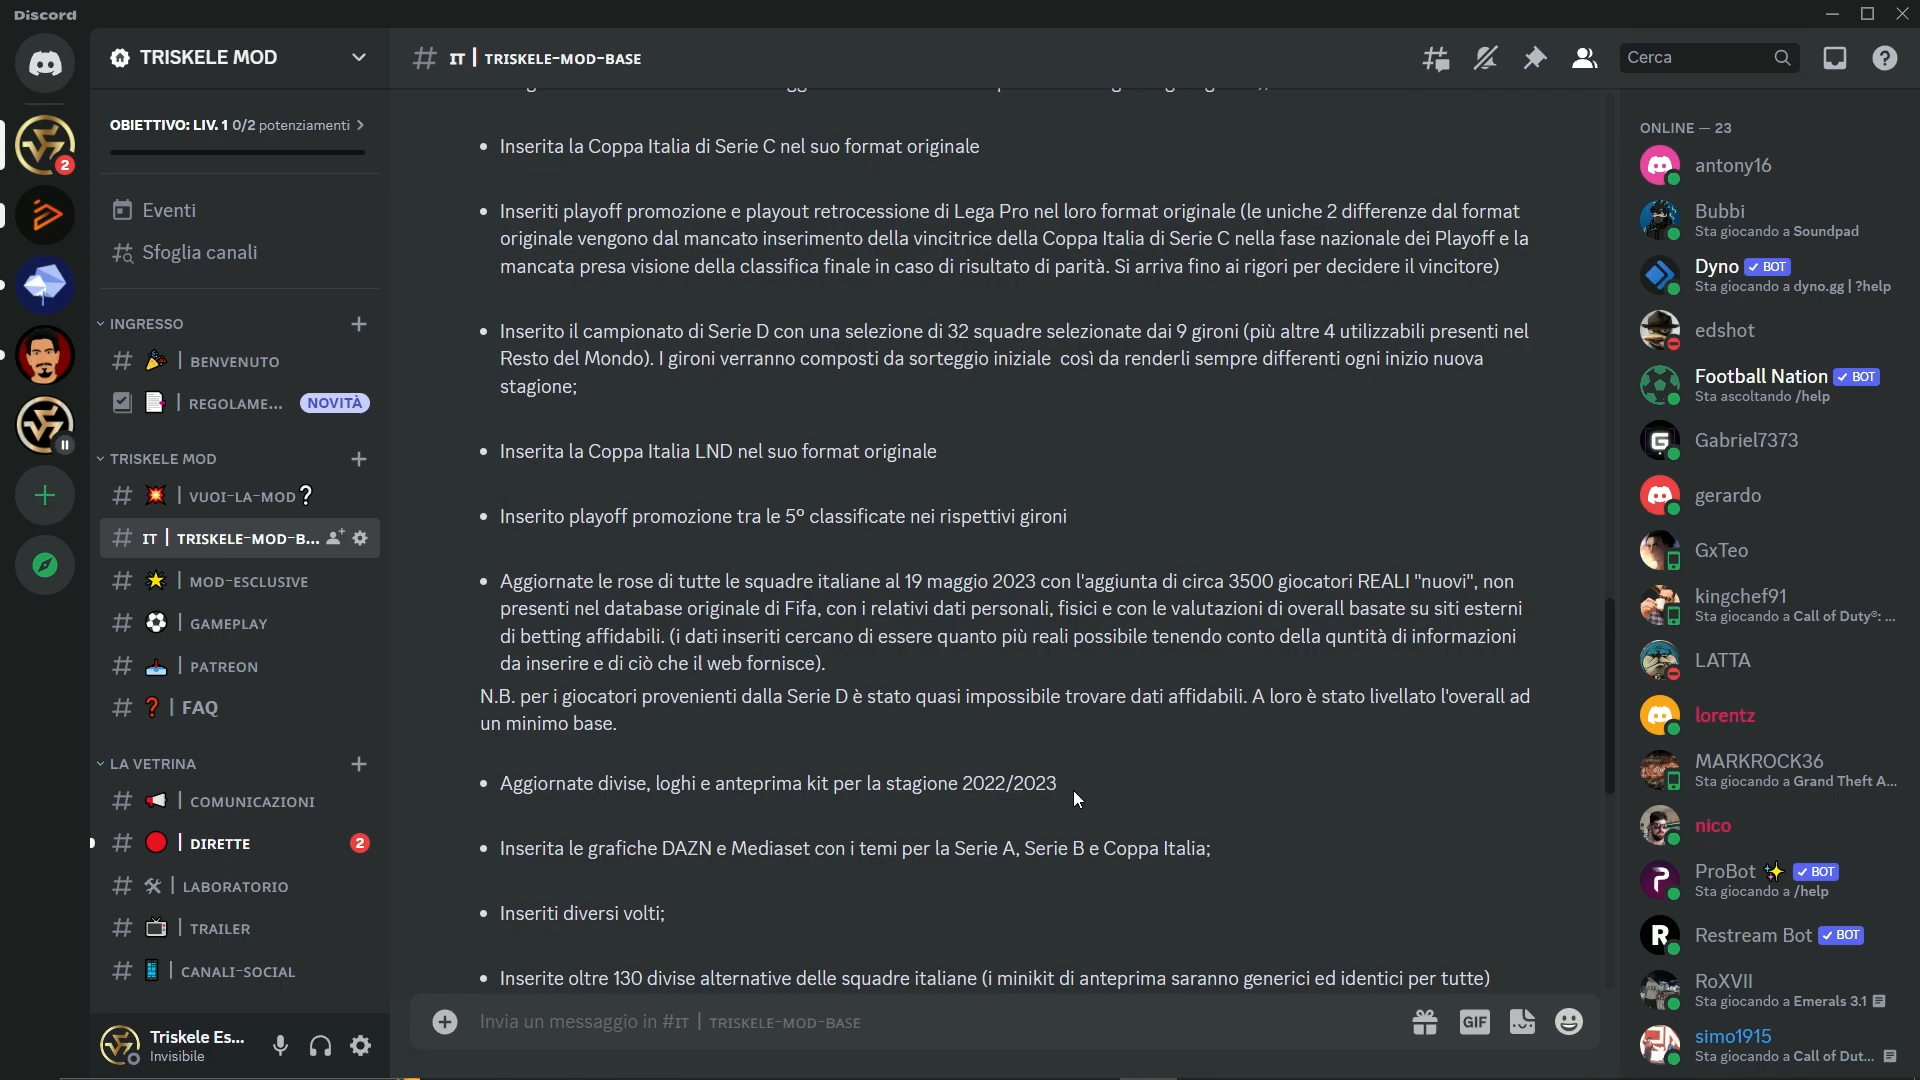 Discord
TRISKELE MOD
IT | TRISKELE-MOD-BASE
Cerca
OBIETTIVO: LIV. 1 0/2 potenziamenti
Eventi
Sfoglia canali
INGRESSO
BENVENUTO
REGOLAME... NOVITÀ
TRISKELE MOD
VUOI-LA-MOD?
IT | TRISKELE-MOD-B...
MOD-ESCLUSIVE
GAMEPLAY
PATREON
FAQ
LA VETRINA
COMUNICAZIONI
DIRETTE 2
LABORATORIO
TRAILER
CANALI-SOCIAL
Triskele Es...
Invisibile
2
• Inserita la Coppa Italia di Serie C nel suo format originale
• Inseriti playoff promozione e playout retrocessione di Lega Pro nel loro format originale (le uniche 2 differenze dal format
originale vengono dal mancato inserimento della vincitrice della Coppa Italia di Serie C nella fase nazionale dei Playoff e la
mancata presa visione della classifica finale in caso di risultato di parità. Si arriva fino ai rigori per decidere il vincitore)
• Inserito il campionato di Serie D con una selezione di 32 squadre selezionate dai 9 gironi (più altre 4 utilizzabili presenti nel
Resto del Mondo). I gironi verranno composti da sorteggio iniziale così da renderli sempre differenti ogni inizio nuova
stagione;
• Inserita la Coppa Italia LND nel suo format originale
• Inserito playoff promozione tra le 5° classificate nei rispettivi gironi
• Aggiornate le rose di tutte le squadre italiane al 19 maggio 2023 con l'aggiunta di circa 3500 giocatori REALI "nuovi", non
presenti nel database originale di Fifa, con i relativi dati personali, fisici e con le valutazioni di overall basate su siti esterni
di betting affidabili. (i dati inseriti cercano di essere quanto più reali possibile tenendo conto della quntità di informazioni
da inserire e di ciò che il web fornisce).
N.B. per i giocatori provenienti dalla Serie D è stato quasi impossibile trovare dati affidabili. A loro è stato livellato l'overall ad
un minimo base.
• Aggiornate divise, loghi e anteprima kit per la stagione 2022/2023
• Inserita le grafiche DAZN e Mediaset con i temi per la Serie A, Serie B e Coppa Italia;
• Inseriti diversi volti;
• Inserite oltre 130 divise alternative delle squadre italiane (i minikit di anteprima saranno generici ed identici per tutte)
Invia un messaggio in #IT | TRISKELE-MOD-BASE
GIF
ONLINE — 23
antony16
Bubbi
Sta giocando a Soundpad
Dyno BOT
Sta giocando a dyno.gg | ?help
edshot
Football Nation BOT
Sta ascoltando /help
Gabriel7373
gerardo
GxTeo
kingchef91
Sta giocando a Call of Duty®: ...
LATTA
lorentz
MARKROCK36
Sta giocando a Grand Theft A...
nico
ProBot BOT
Sta giocando a /help
Restream Bot BOT
RoXVII
Sta giocando a Emerals 3.1
simo1915
Sta giocando a Call of Dut...